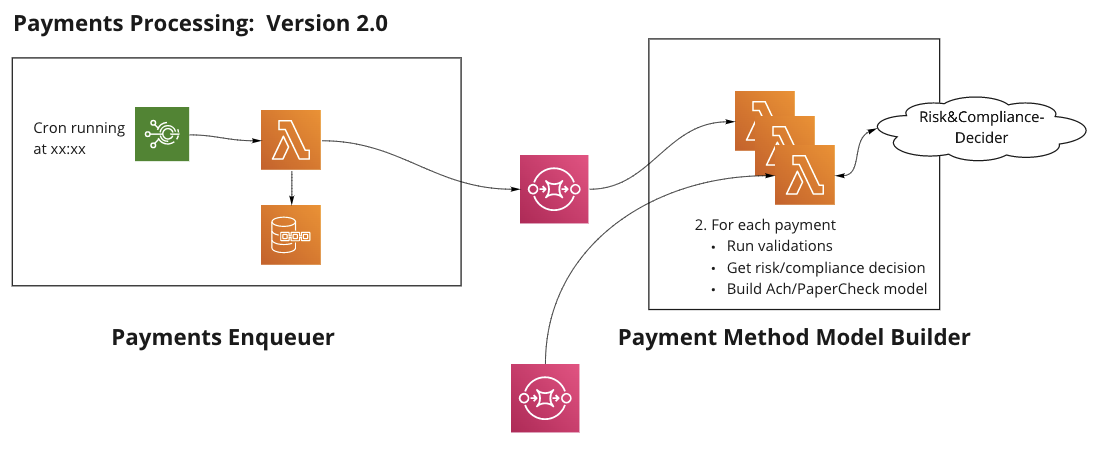 Payments Processing:  Version 2.0
Cron running
at xx:xx
Risk&Compliance-
Decider
2. For each payment
• Run validations
• Get risk/compliance decision
• Build Ach/PaperCheck model
Payments Enqueuer
Payment Method Model Builder